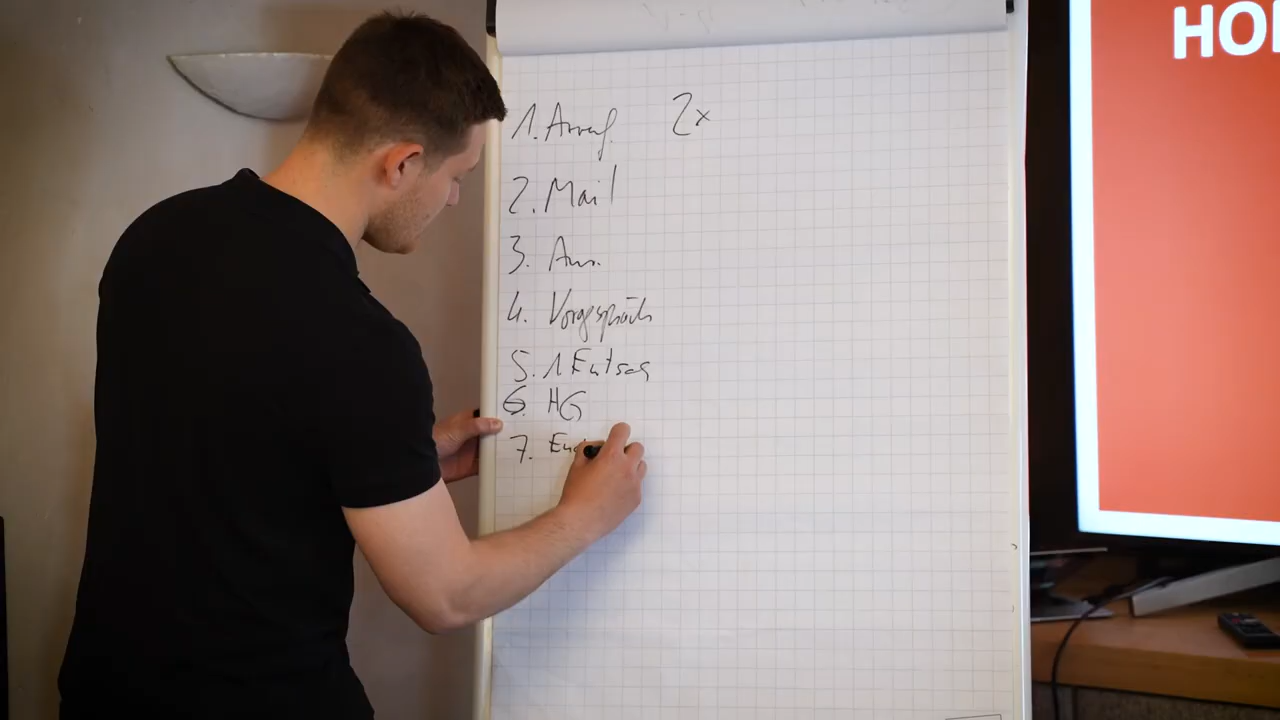 1. Anruf 2x
2. Mail
3. Anr.
4. Vorgespräch
5. 1 Entsch
6. HG
7. En
HO